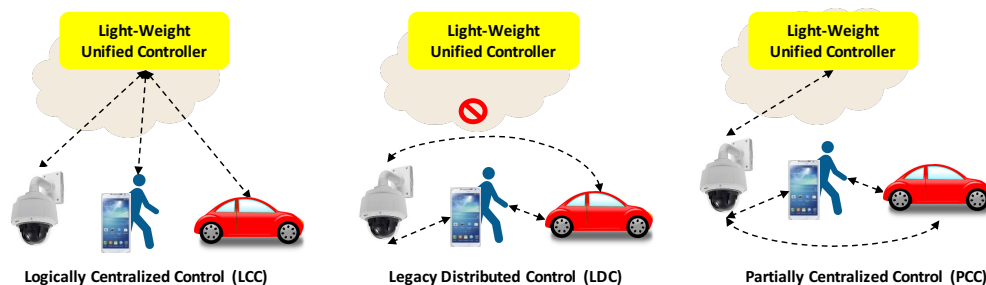 Light-Weight
Unified Controller
Light-Weight
Unified Controller
Light-Weight
Unified Controller
Logically Centralized Control (LCC)
Legacy Distributed Control (LDC)
Partially Centralized Control (PCC)